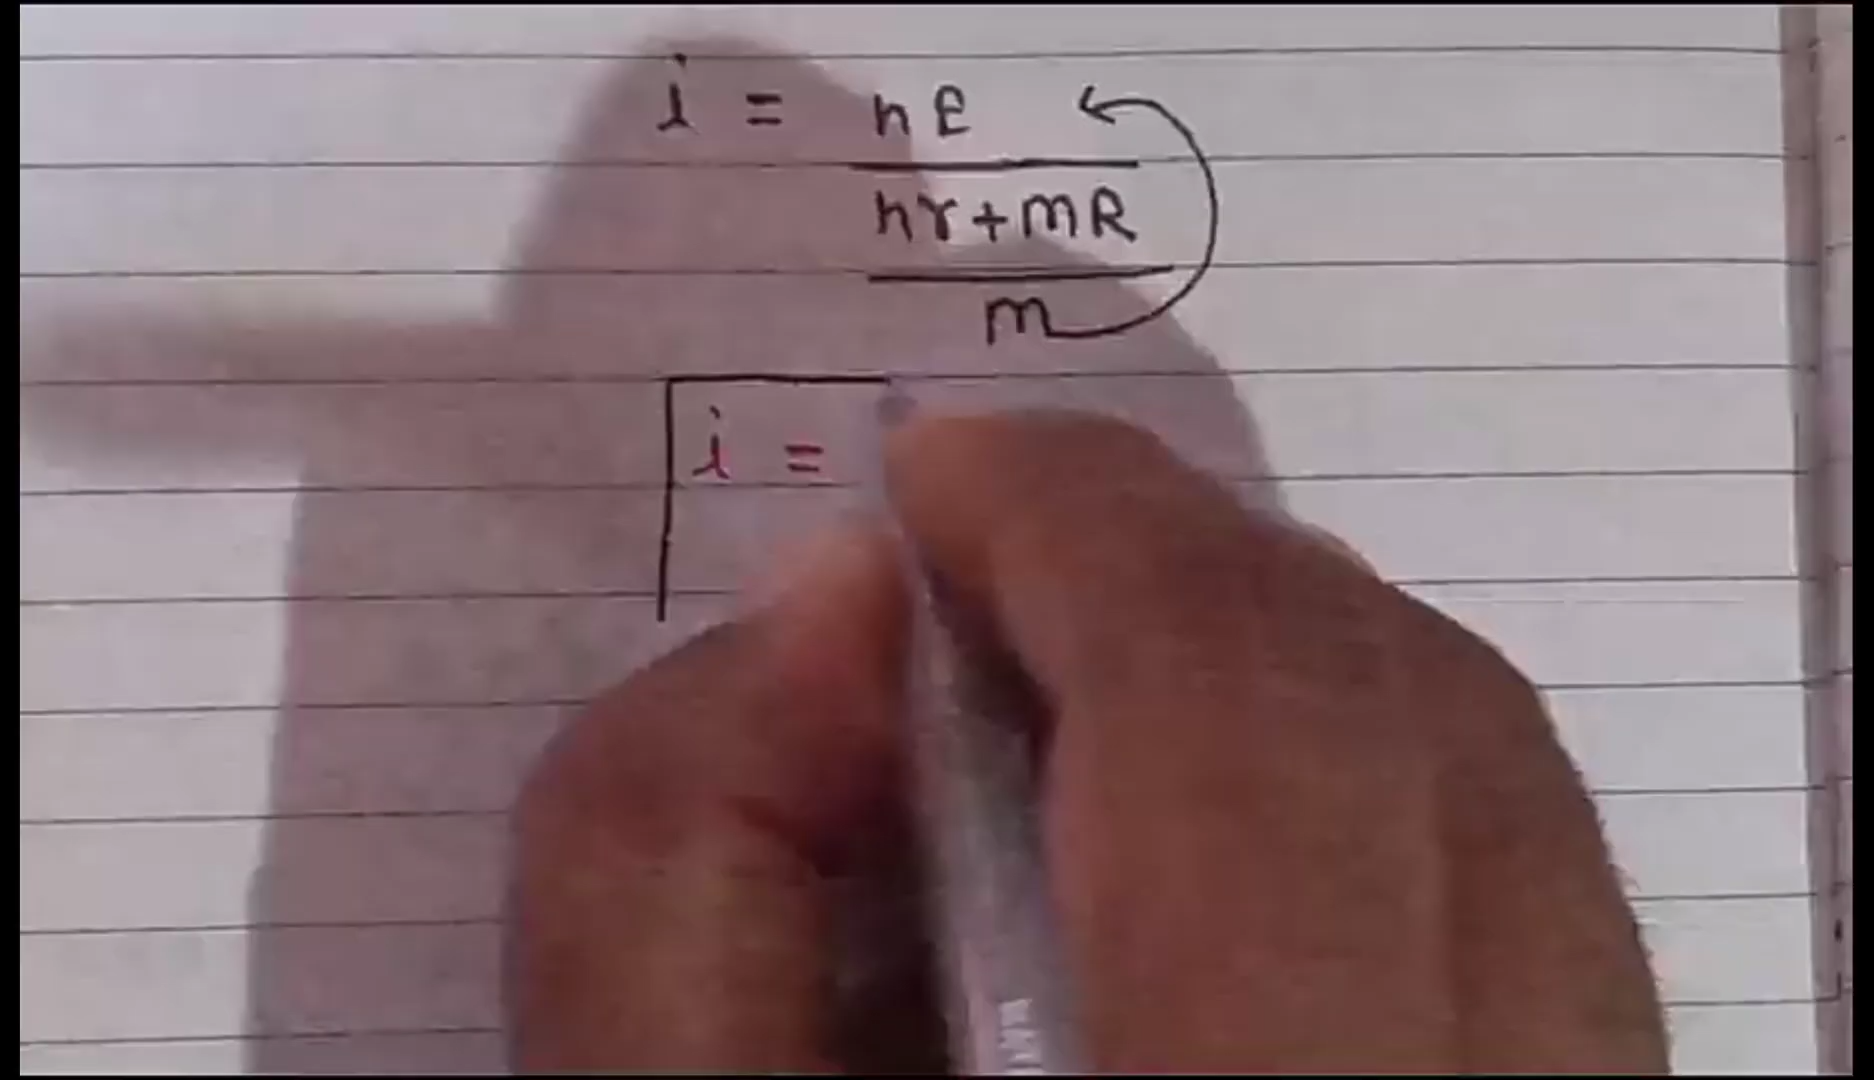 i = nE
nr+mR
m
i =